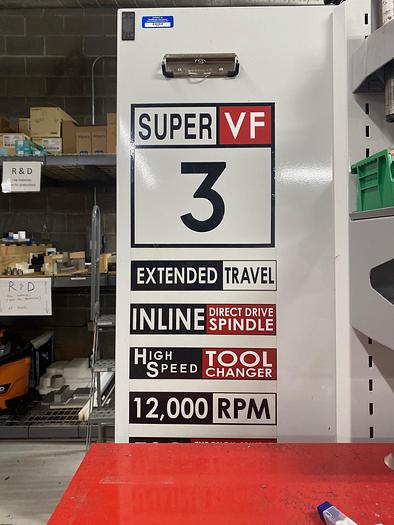 SUPER VF
3
EXTENDED TRAVEL
INLINE DIRECT DRIVE
SPINDLE
HIGH
SPEED TOOL
CHANGER
12,000 RPM
R & D
R & D